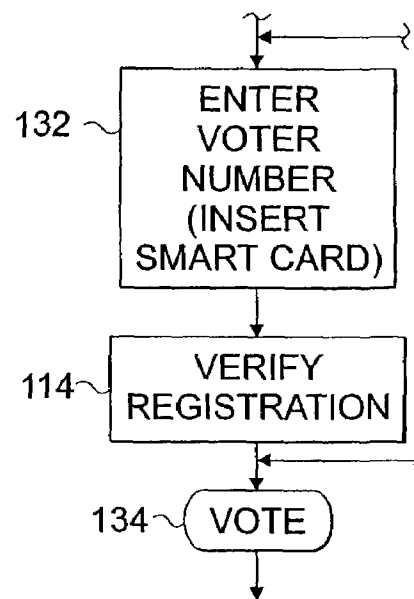 132
ENTER
VOTER
NUMBER
(INSERT
SMART CARD)
114
VERIFY
REGISTRATION
134
VOTE